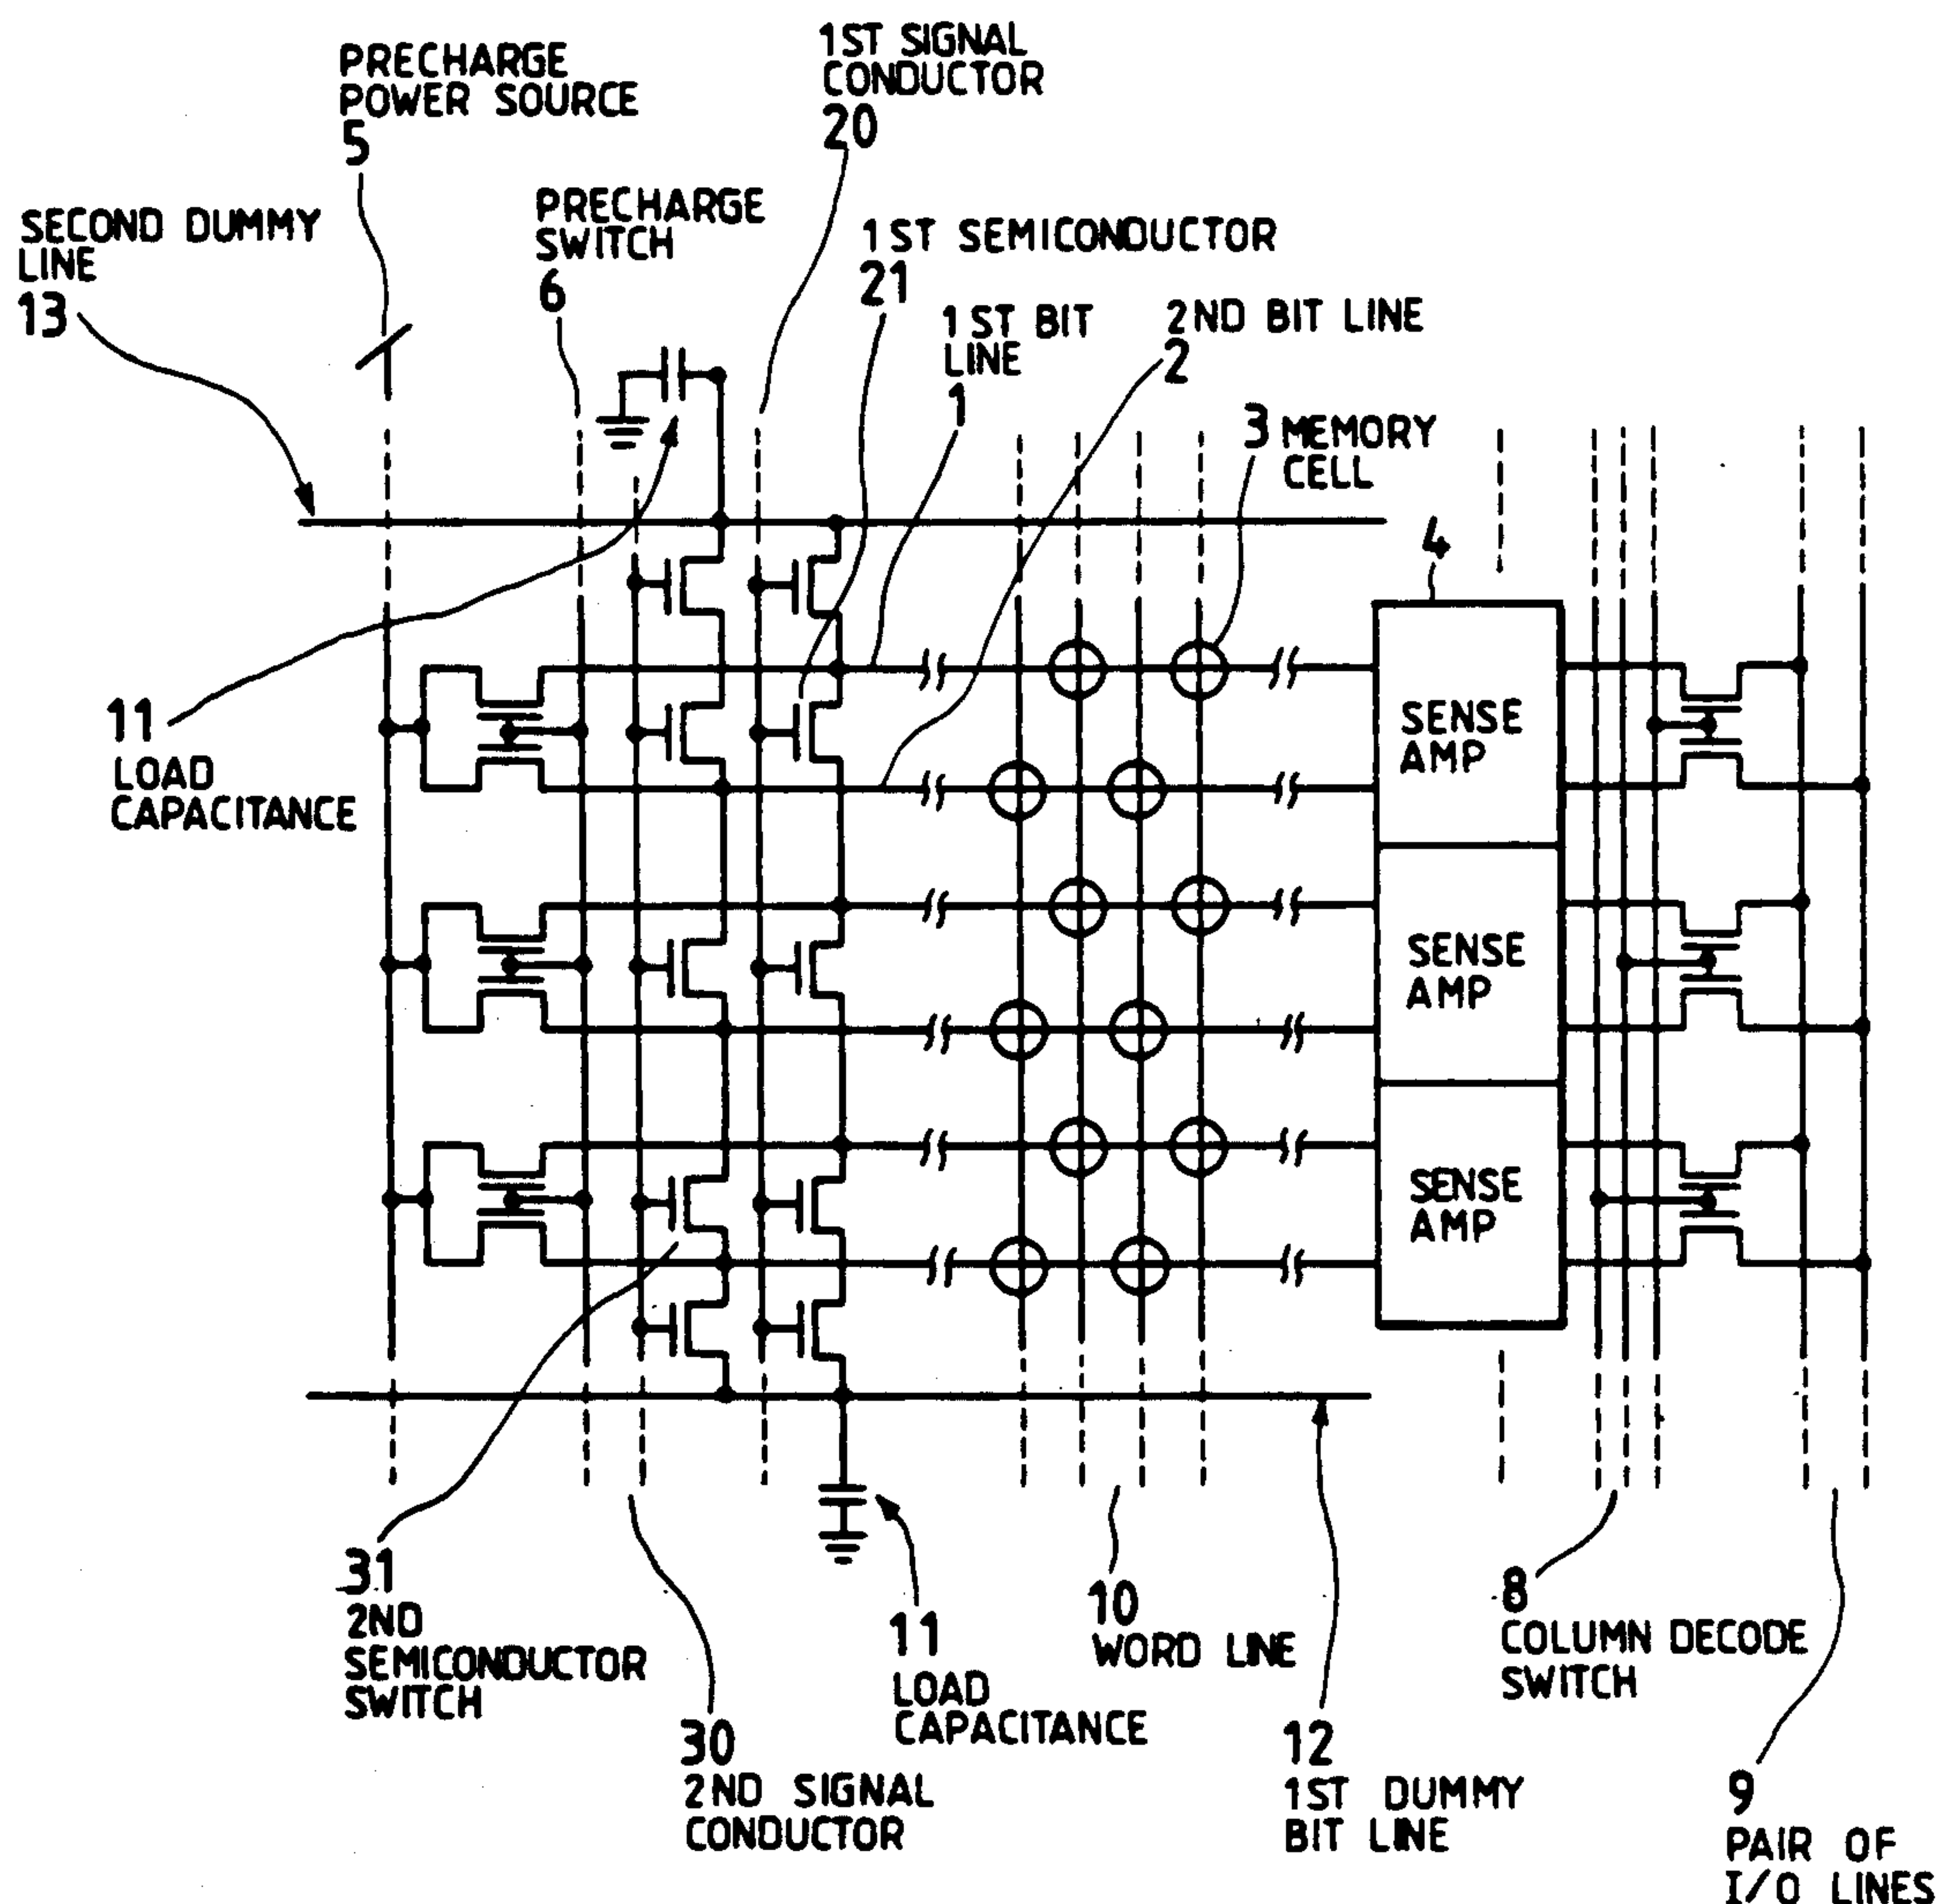 PRECHARGE
POWER SOURCE
5
1ST SIGNAL
CONDUCTOR
20
SECOND DUMMY
LINE
13
PRECHARGE
SWITCH
6
1ST SEMICONDUCTOR
21
1ST BIT
LINE
1
2ND BIT LINE
2
3 MEMORY
CELL
4
11
LOAD
CAPACITANCE
SENSE
AMP
SENSE
AMP
SENSE
AMP
31
2ND
SEMICONDUCTOR
SWITCH
30
2ND SIGNAL
CONDUCTOR
11
LOAD
CAPACITANCE
10
WORD LINE
12
1ST DUMMY
BIT LINE
8
COLUMN DECODE
SWITCH
9
PAIR OF
I/O LINES